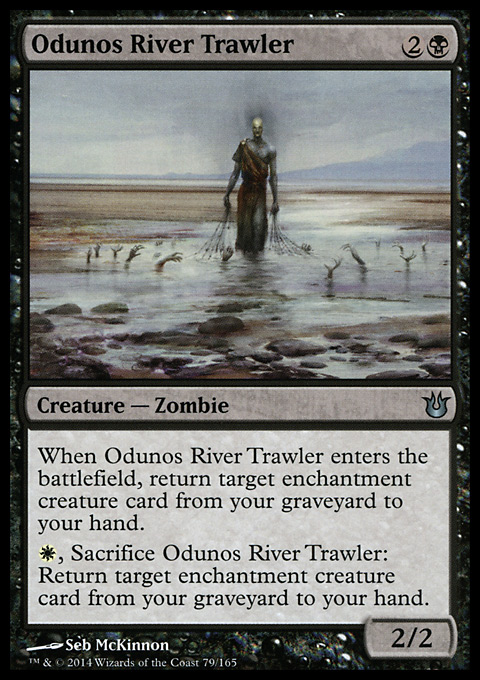 Odunos River Trawler 2
Creature — Zombie
When Odunos River Trawler enters the
battlefield, return target enchantment
creature card from your graveyard to
your hand.
, Sacrifice Odunos River Trawler:
Return target enchantment creature
card from your graveyard to your hand.
Seb McKinnon
2/2
™ & © 2014 Wizards of the Coast 79/165